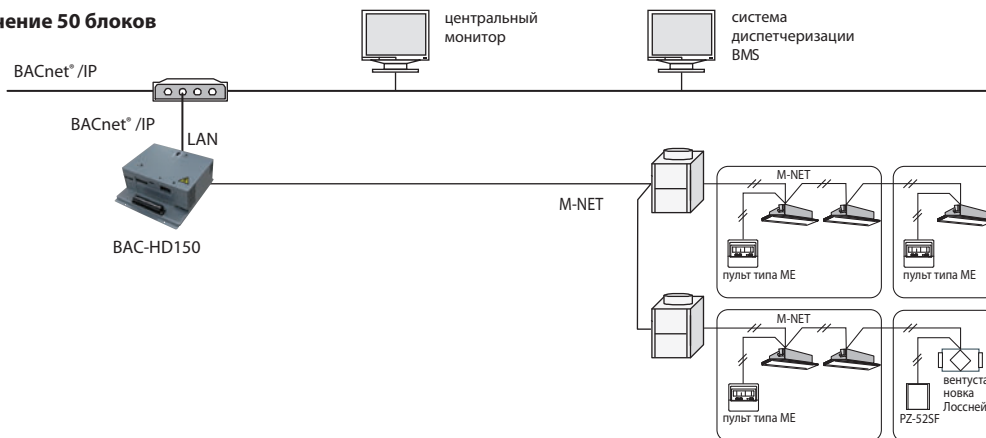 чение 50 блоков
центральный
монитор
система
диспетчеризации
BMS
BACnet® /IP
BACnet® /IP
LAN
BAC-HD150
M-NET
M-NET
пульт типа ME
пульт типа ME
M-NET
пульт типа ME
вентуста
новка
Лоссней
PZ-52SF